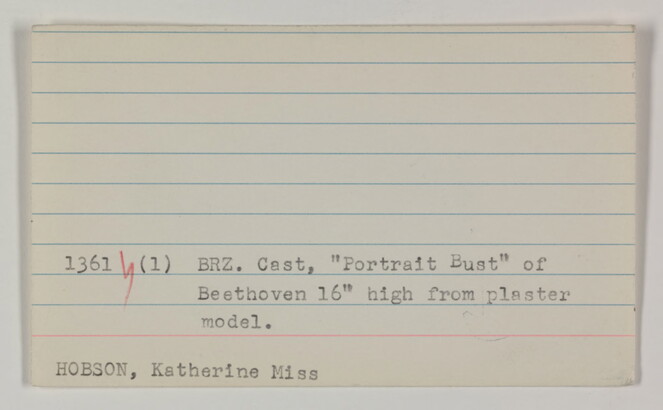 1361 (1) BRZ. Cast, "Portrait Bust" of
Beethoven 16" high from plaster
model.
HOBSON, Katherine Miss